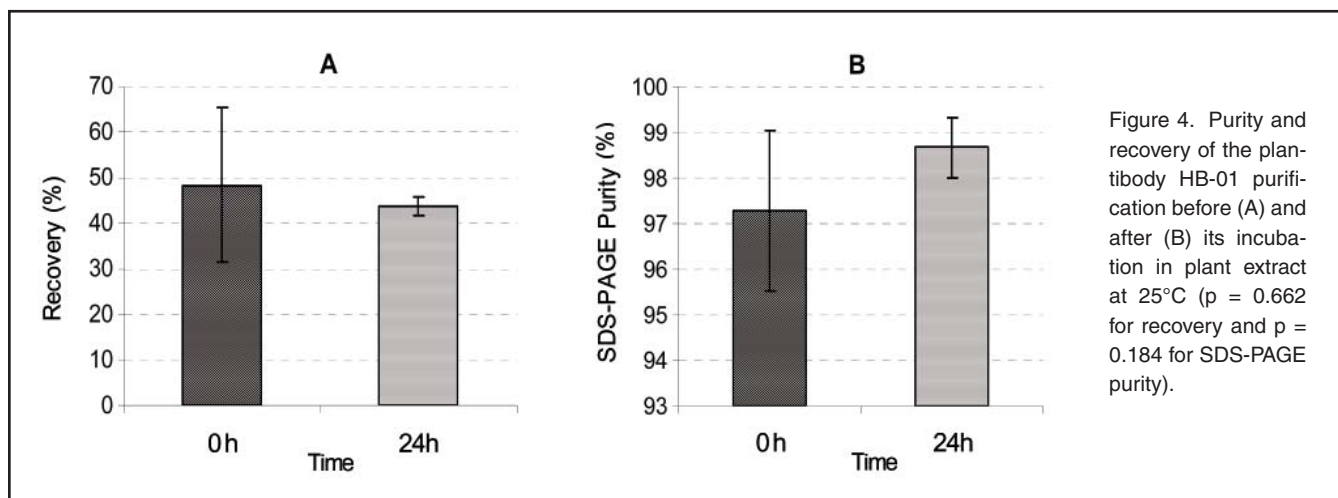 A
Recovery (%)
70
60
50
40
30
20
10
0
0h
24h
Time
B
SDS-PAGE Purity (%)
100
99
98
97
96
95
94
93
0h
24h
Time
Figure 4. Purity and
recovery of the plan-
tibody HB-01 purifi-
cation before (A) and
after (B) its incuba-
tion in plant extract
at 25°C (p = 0.662
for recovery and p =
0.184 for SDS-PAGE
purity).